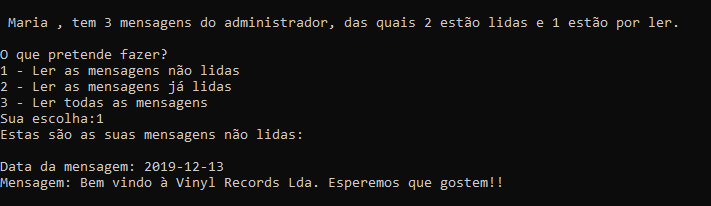 Maria , tem 3 mensagens do administrador, das quais 2 estão lidas e 1 estão por ler.
O que pretende fazer?
1 - Ler as mensagens não lidas
2 - Ler as mensagens já lidas
3 - Ler todas as mensagens
Sua escolha:1
Estas são as suas mensagens não lidas:
Data da mensagem: 2019-12-13
Mensagem: Bem vindo à Vinyl Records Lda. Esperemos que gostem!!